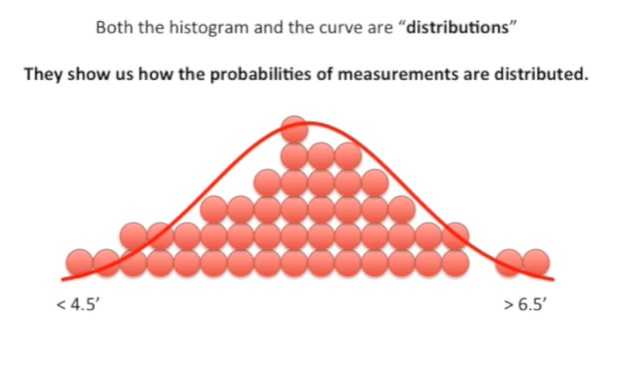 Both the histogram and the curve are “distributions”
They show us how the probabilities of measurements are distributed.
< 4.5′
> 6.5′